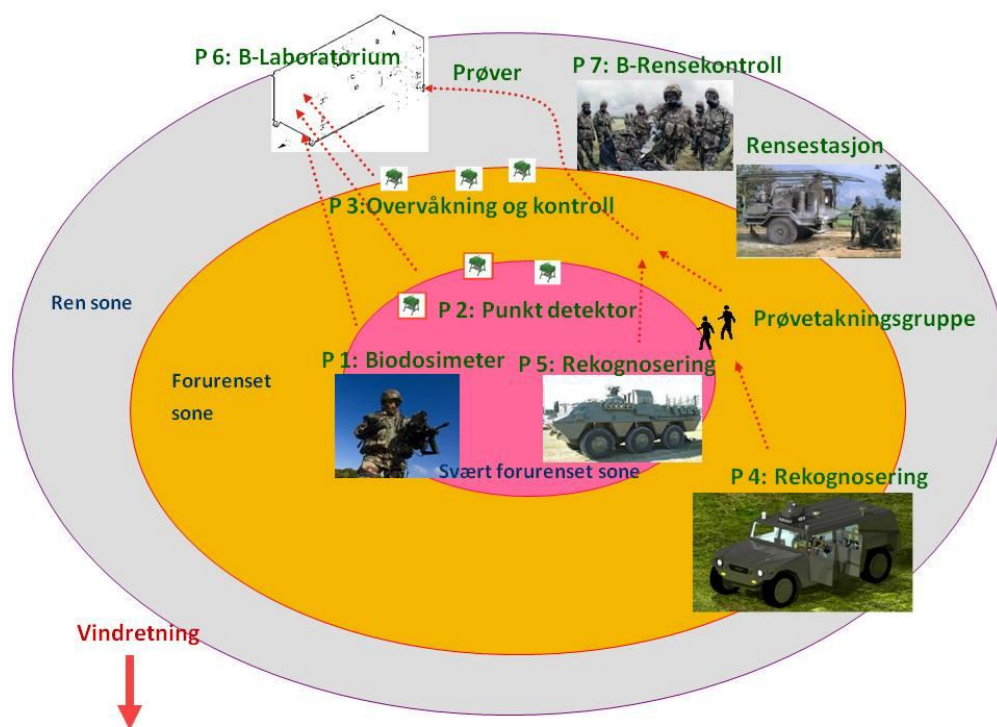 P 6: B-Laboratorium
Prøver
P 7: B-Rensekontroll
Rensestasjon
P 3:Overvåkning og kontroll
Ren sone
P 2: Punkt detektor
Prøvetakningsgruppe
P 1: Biodosimeter
P 5: Rekognosering
Forurenset
sone
Svært forurenset sone
P 4: Rekognosering
Vindretning